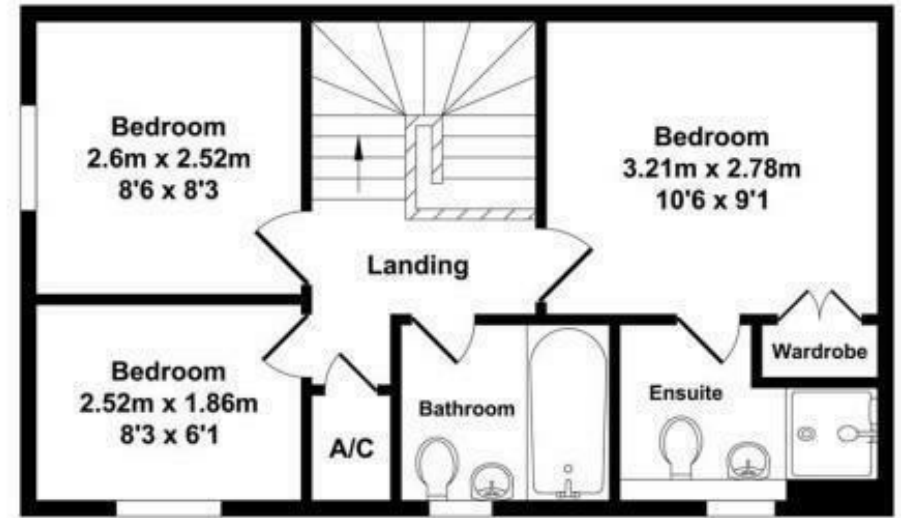 Bedroom
2.6m x 2.52m
8'6 x 8'3
Bedroom
3.21m x 2.78m
10'6 x 9'1
Landing
Bedroom
2.52m x 1.86m
8'3 x 6'1
A/C
Bathroom
Ensuite
Wardrobe